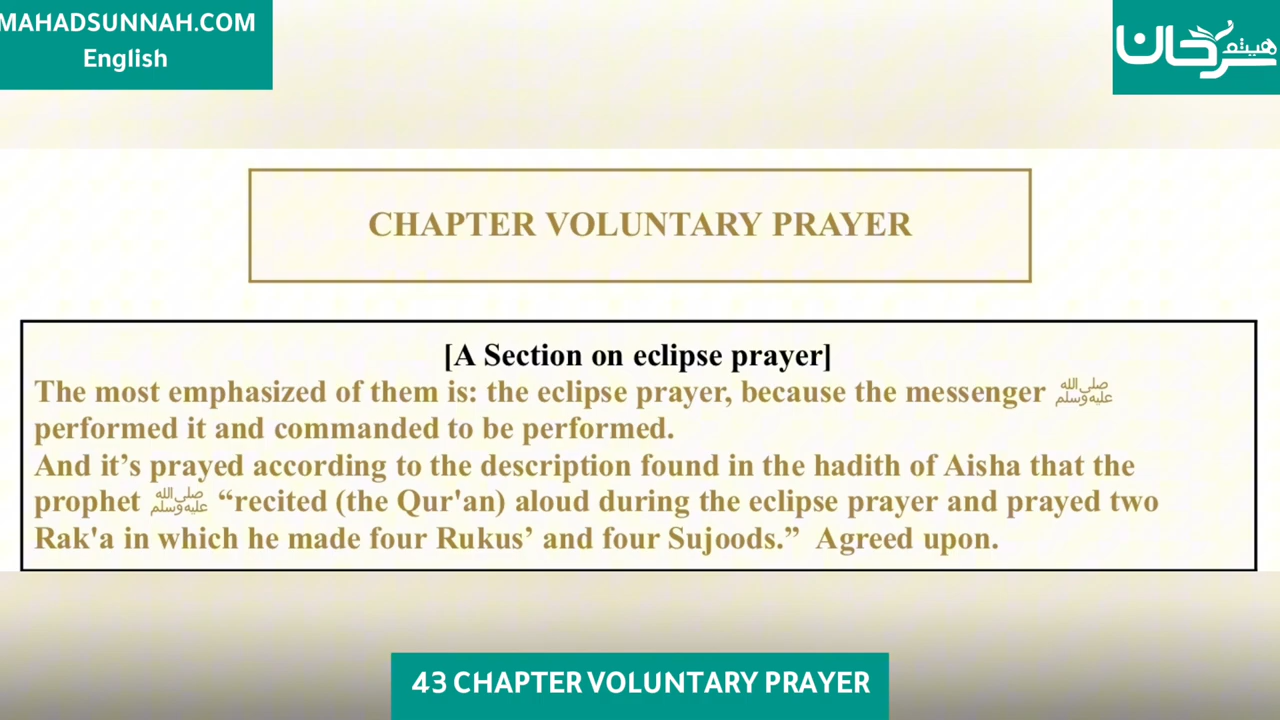 MAHADSUNNAH.COM
English
هيثم سرحان
CHAPTER VOLUNTARY PRAYER
[A Section on eclipse prayer]
The most emphasized of them is: the eclipse prayer, because the messenger ﷺ
performed it and commanded to be performed.
And it’s prayed according to the description found in the hadith of Aisha that the
prophet ﷺ “recited (the Qur'an) aloud during the eclipse prayer and prayed two
Rak'a in which he made four Rukus’ and four Sujoods.” Agreed upon.
43 CHAPTER VOLUNTARY PRAYER